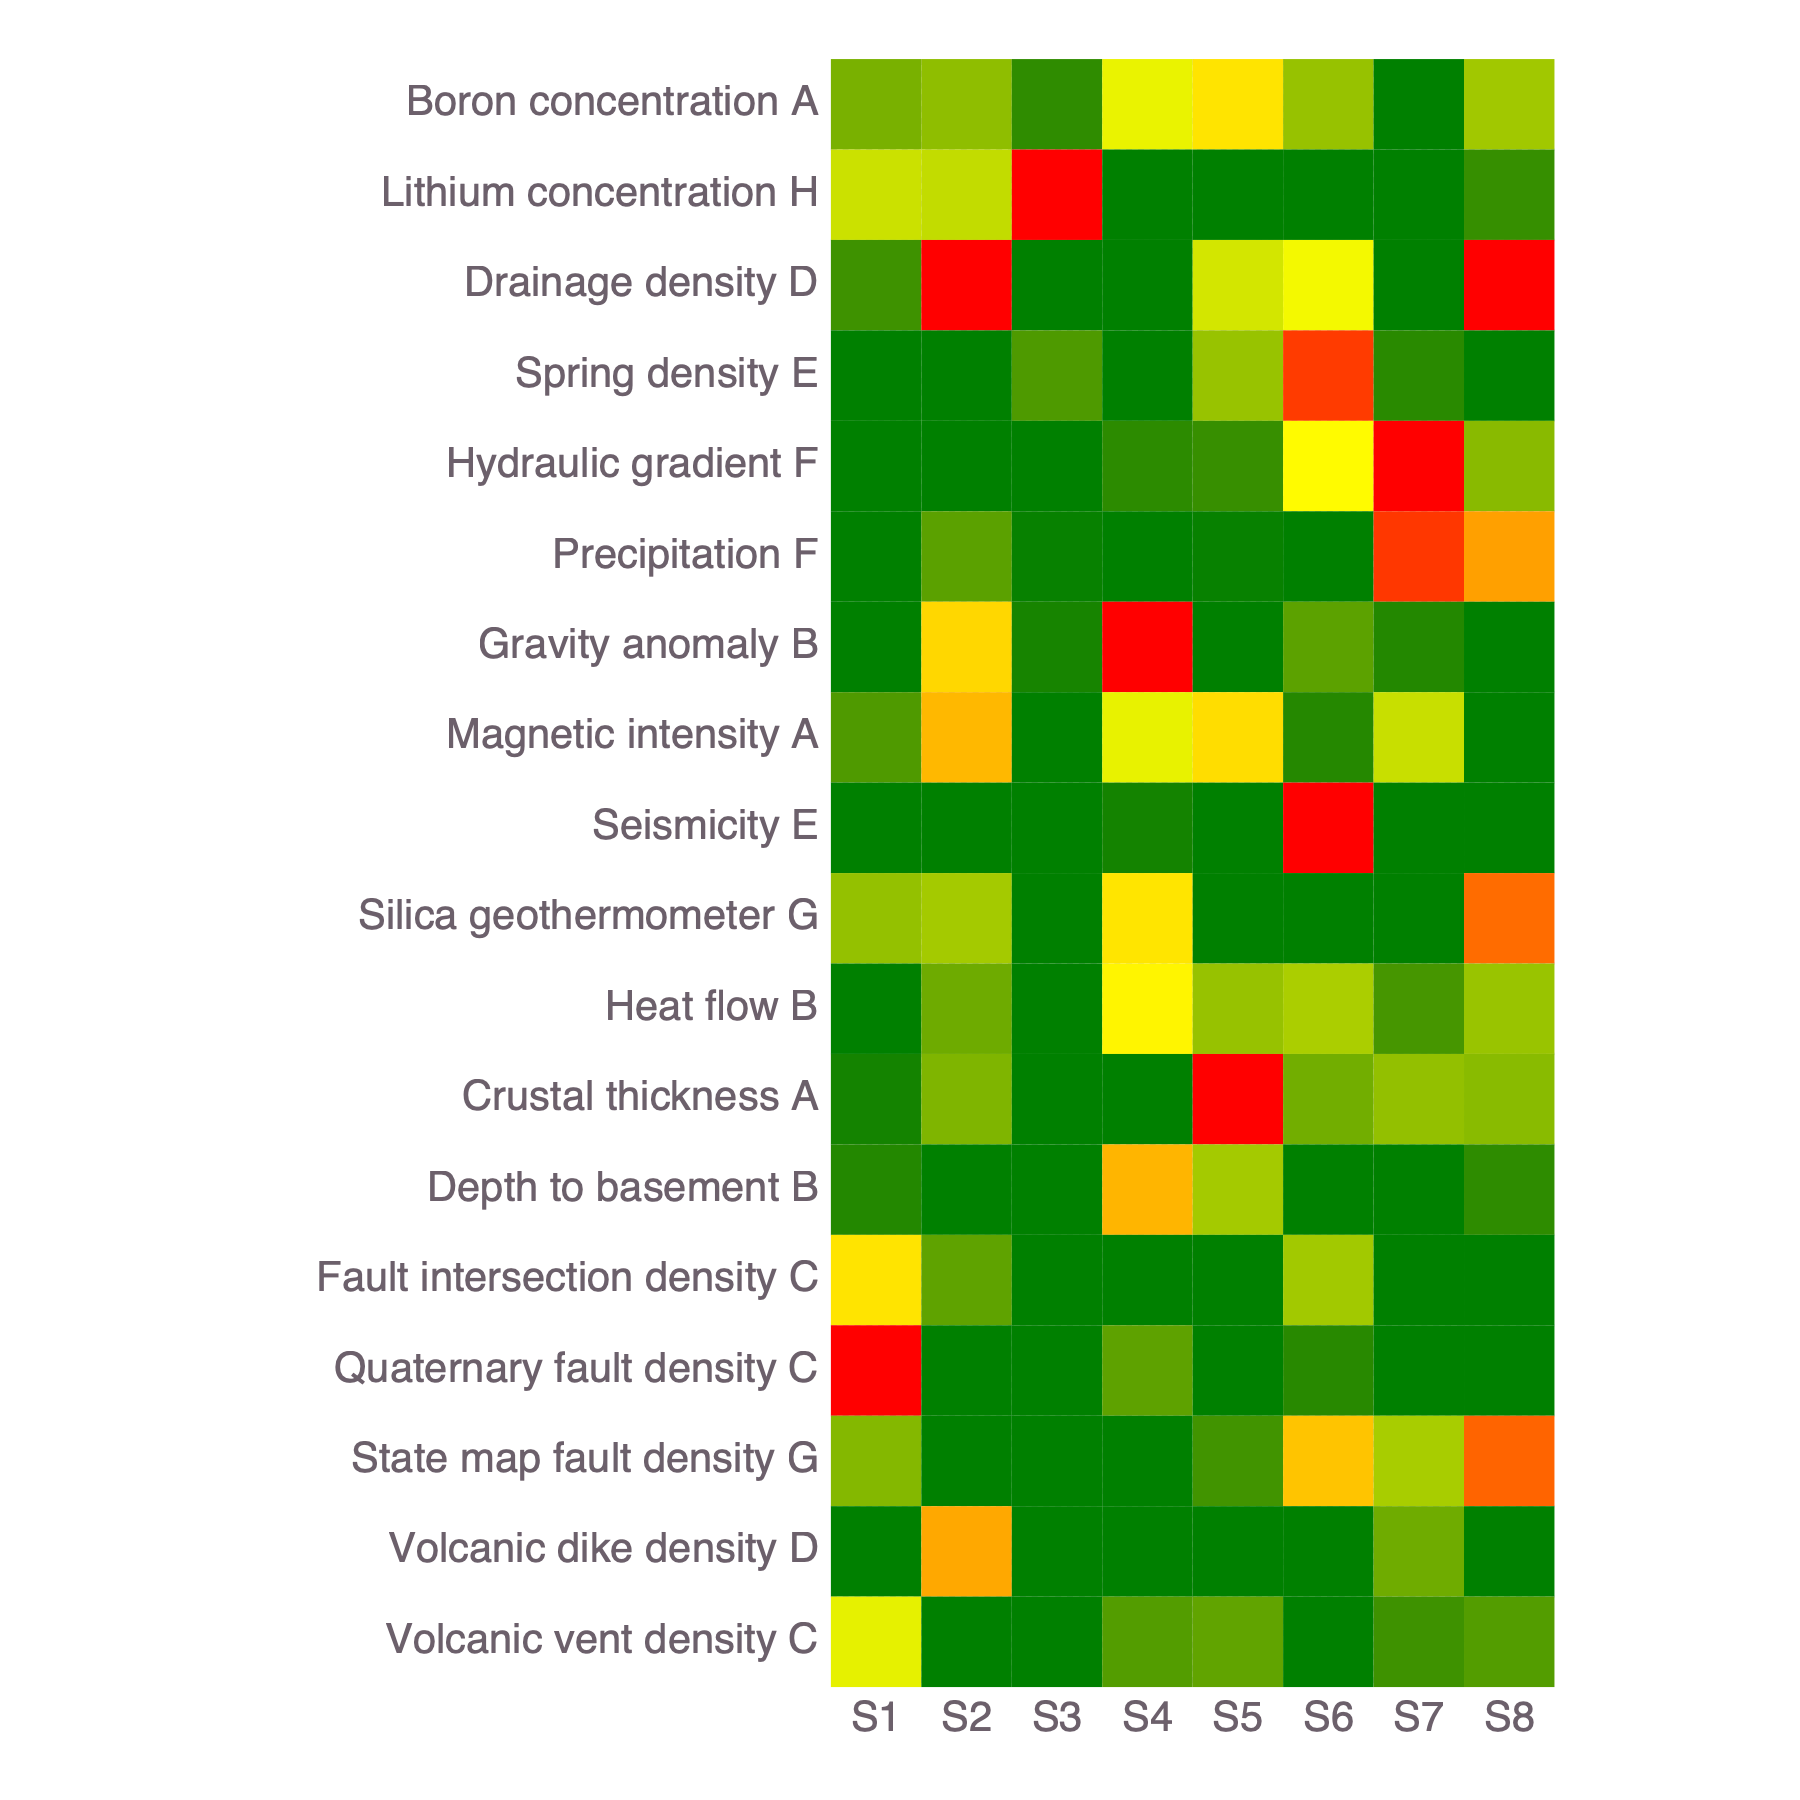 Boron concentration A
Lithium concentration H
Drainage density D
Spring density E
Hydraulic gradient F
Precipitation F
Gravity anomaly B
Magnetic intensity A
Seismicity E
Silica geothermometer G
Heat flow B
Crustal thickness A
Depth to basement B
Fault intersection density C
Quaternary fault density C
State map fault density G
Volcanic dike density D
Volcanic vent density C
S1 S2 S3 S4 S5 S6 S7 S8